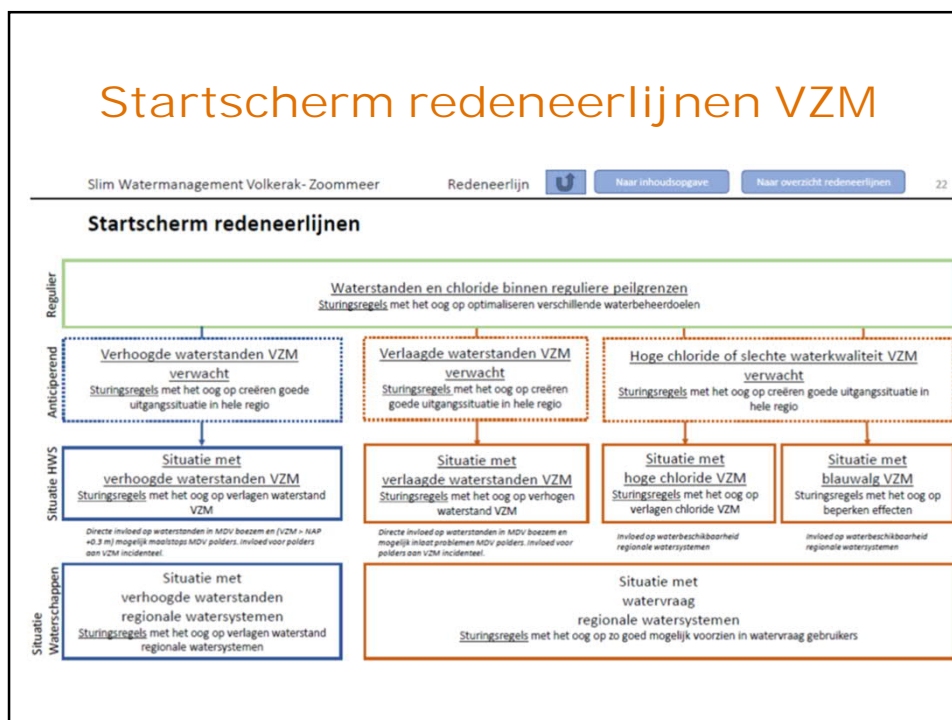 Startscherm redeneerlijnen VZM
Slim Watermanagement Volkerak- Zoommeer
Redeneerlijn
Naar inhoudsopgave
Naar overzicht redeneerlijnen
22
Startscherm redeneerlijnen
Regulier
Waterstanden en chloride binnen reguliere peilgrenzen
Sturingsregels met het oog op optimaliseren verschillende waterbeheerdoelen
Anticiperend
Verhoogde waterstanden VZM
verwacht
Sturingsregels met het oog op creëren goede
uitgangssituatie in hele regio
Verlaagde waterstanden VZM
verwacht
Sturingsregels met het oog op creëren
goede uitgangssituatie in hele regio
Hoge chloride of slechte waterkwaliteit VZM
verwacht
Sturingsregels met het oog op creëren goede uitgangssituatie in
hele regio
Situatie HWS
Situatie met
verhoogde waterstanden VZM
Sturingsregels met het oog op verlagen waterstand
VZM
Situatie met
verlaagde waterstanden VZM
Sturingsregels met het oog op verhogen
waterstand VZM
Situatie met
hoge chloride VZM
Sturingsregels met het oog op
verlagen chloride VZM
Situatie met
blauwalg VZM
Sturingsregels met het oog op
beperken effecten
Directe invloed op waterstanden in MDV boezem en (VZM > NAP
+0.3 m) mogelijk maalstops MDV polders. Invloed voor polders
aan VZM incidenteel.
Directe invloed op waterstanden in MDV boezem en
mogelijk inlaat problemen MDV polders. Invloed voor
polders aan VZM incidenteel.
Invloed op waterbeschikbaarheid
regionale watersystemen
Invloed op waterbeschikbaarheid
regionale watersystemen
Situatie
Waterschappen
Situatie met
verhoogde waterstanden
regionale watersystemen
Sturingsregels met het oog op verlagen waterstand
regionale watersystemen
Situatie met
watervraag
regionale watersystemen
Sturingsregels met het oog op zo goed mogelijk voorzien in watervraag gebruikers